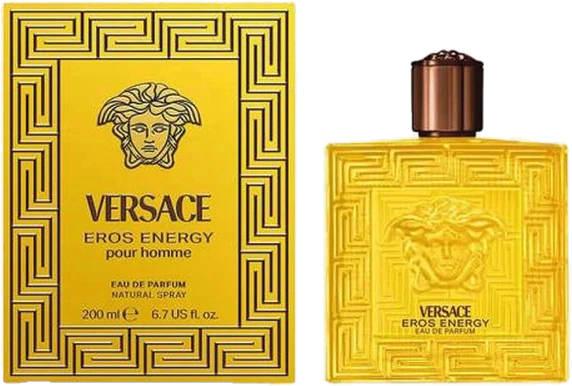 VERSACE
EROS ENERGY
pour homme
EAU DE PARFUM
NATURAL SPRAY
200 ml ℮ 6.7 US fl. oz.
VERSACE
EROS ENERGY
EAU DE PARFUM